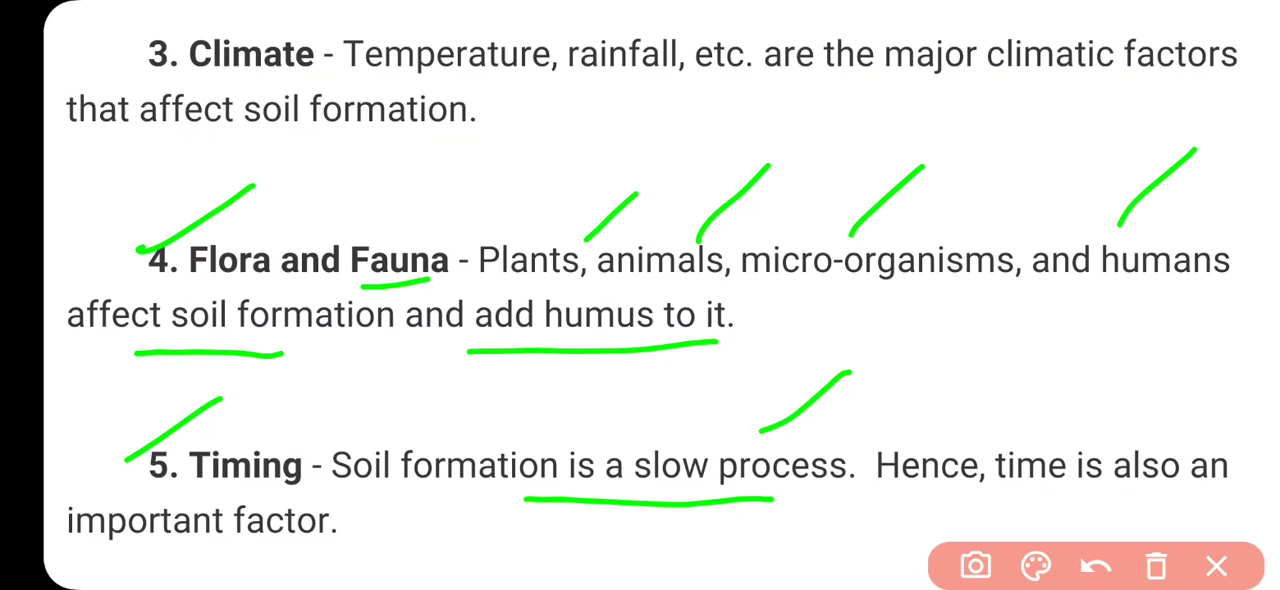 3. Climate - Temperature, rainfall, etc. are the major climatic factors
that affect soil formation.
4. Flora and Fauna - Plants, animals, micro-organisms, and humans
affect soil formation and add humus to it.
5. Timing - Soil formation is a slow process. Hence, time is also an
important factor.